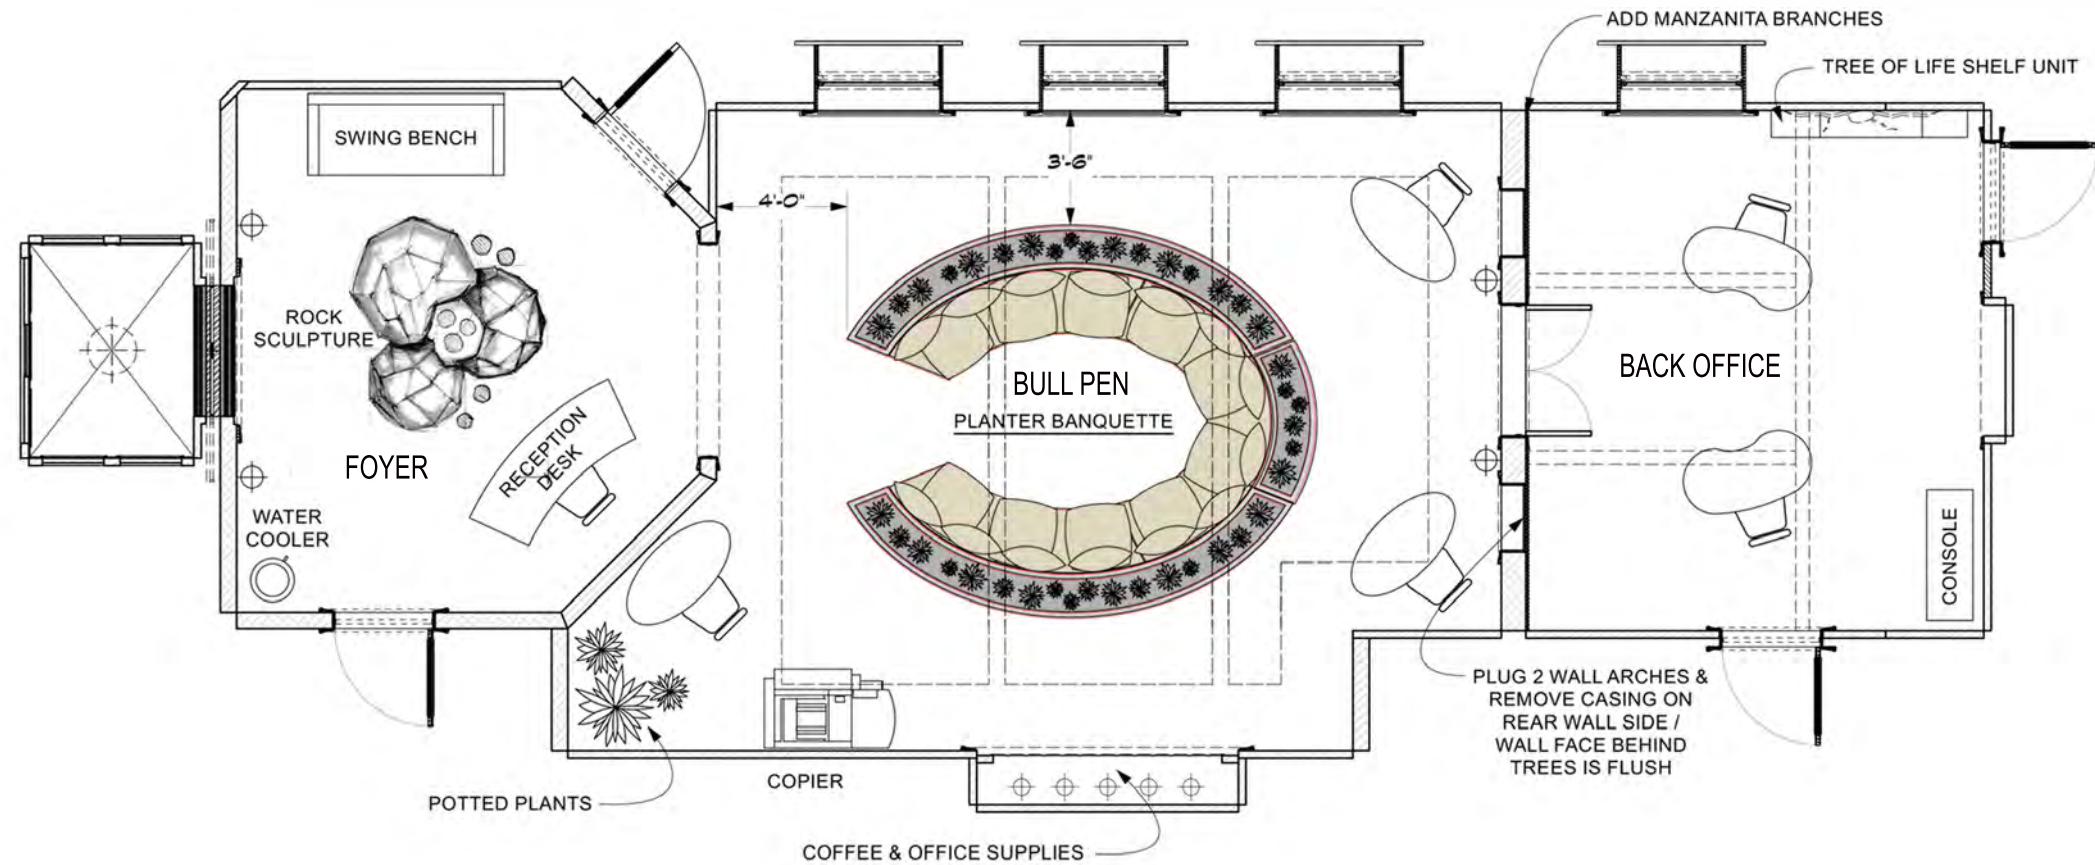 ADD MANZANITA BRANCHES
TREE OF LIFE SHELF UNIT
SWING BENCH
3'-6"
4'-0"
ROCK
SCULPTURE
BULL PEN
PLANTER BANQUETTE
BACK OFFICE
RECEPTION
DESK
FOYER
WATER
COOLER
CONSOLE
PLUG 2 WALL ARCHES &
REMOVE CASING ON
REAR WALL SIDE /
WALL FACE BEHIND
TREES IS FLUSH
COPIER
POTTED PLANTS
COFFEE & OFFICE SUPPLIES